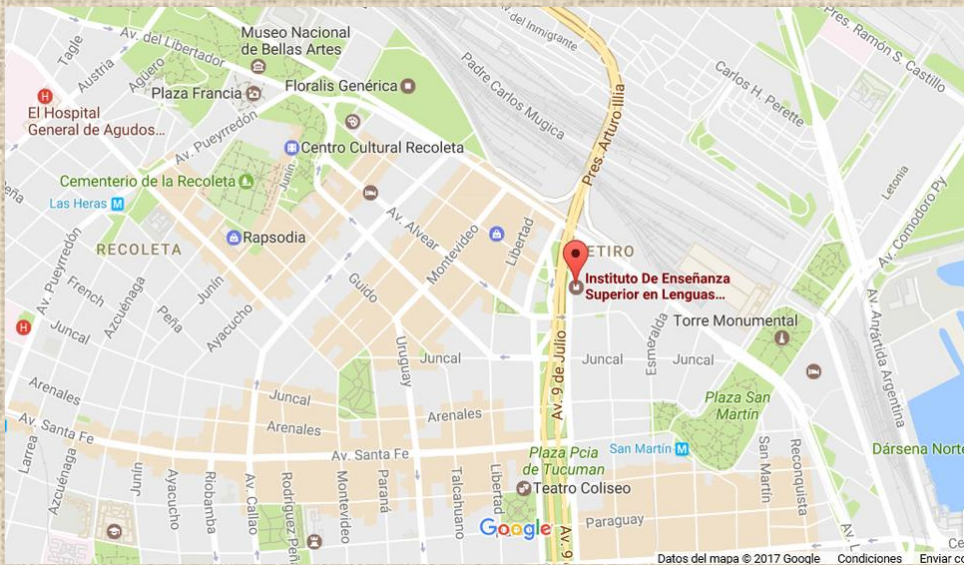 Av. del Inmigrante
Pres. Ramón S. Castillo
Tagle
Austria
Agüero
Av. del Libertador
Museo Nacional
de Bellas Artes
Plaza Francia
Floralis Genérica
Padre Carlos Mugica
Pres. Arturo Illia
Carlos H. Perette
H
El Hospital
General de Agudos...
Av. Pueyrredón
Centro Cultural Recoleta
Junín
Cementerio de la Recoleta
Las Heras M
Letonia
Av. Comodoro Py
RECOLETA
Rapsodia
Av. Alvear
Montevideo
Libertad
ETIRO
Av. Pueyrredón
French
Azcuénaga
Peña
Junín
Ayacucho
Guido
Instituto De Enseñanza
Superior en Lenguas...
Torre Monumental
Esmeralda
Av. Antártida Argentina
H
Juncal
Uruguay
Juncal
Av. 9 de Julio
Juncal
Juncal
Arenales
Juncal
Arenales
Arenales
Plaza San
Martín
Av. Santa Fe
Av. Santa Fe
Plaza Pcia
de Tucuman
San Martín M
Dársena Norte
Larrea
Azcuénaga
Junín
Ayacucho
Riobamba
Av. Callao
Rodríguez Peñ
Montevideo
Paraná
Talcahuano
Libertad
Teatro Coliseo
San Martín
Reconquista
Google
Av. 9
Paraguay
Av. L
Ce
Datos del mapa © 2017 Google Condiciones Enviar co